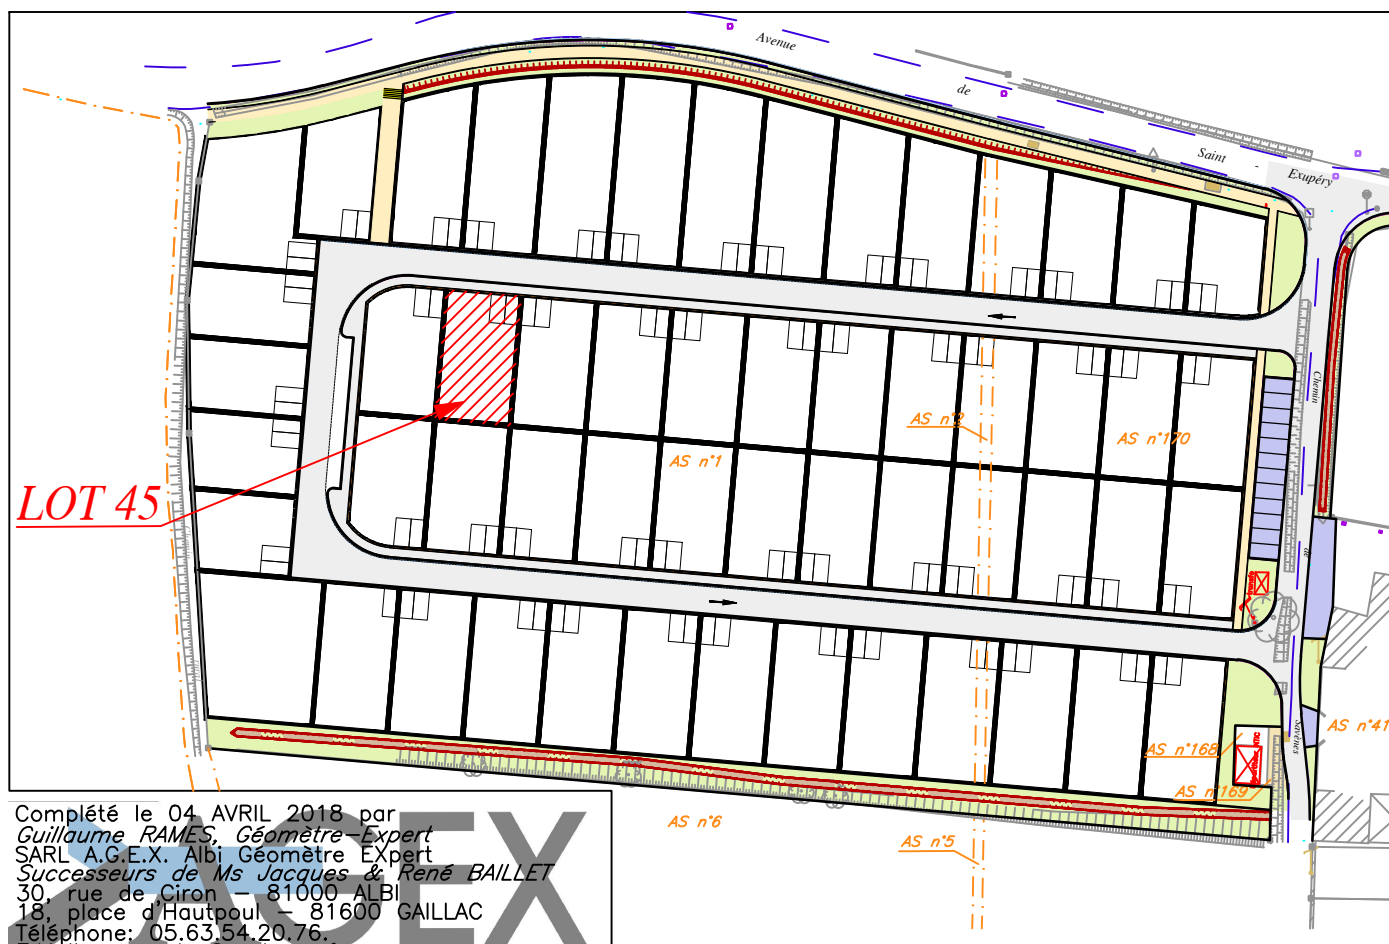 Avenue
de
Saint -
Exupéry
Chemin
de
Savènes
LOT 45
AS n°1
AS n°2
AS n°170
AS n°168
AS n°169
AS n°41
AS n°6
AS n°5
Complété le 04 AVRIL 2018 par
Guillaume RAMES, Géomètre-Expert
SARL A.G.E.X. Albi Géomètre Expert
Successeurs de Ms Jacques & René BAILLET
30, rue de Ciron - 81000 ALBI
18, place d'Hautpoul - 81600 GAILLAC
Téléphone: 05.63.54.20.76.
AGEX